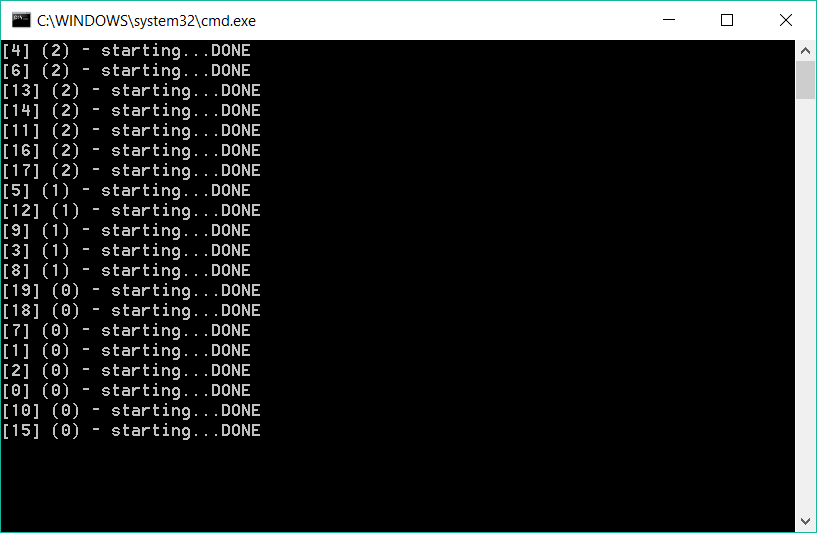 C:\WINDOWS\system32\cmd.exe
[4] (2) - starting...DONE
[6] (2) - starting...DONE
[13] (2) - starting...DONE
[14] (2) - starting...DONE
[11] (2) - starting...DONE
[16] (2) - starting...DONE
[17] (2) - starting...DONE
[5] (1) - starting...DONE
[12] (1) - starting...DONE
[9] (1) - starting...DONE
[3] (1) - starting...DONE
[8] (1) - starting...DONE
[19] (0) - starting...DONE
[18] (0) - starting...DONE
[7] (0) - starting...DONE
[1] (0) - starting...DONE
[2] (0) - starting...DONE
[0] (0) - starting...DONE
[10] (0) - starting...DONE
[15] (0) - starting...DONE